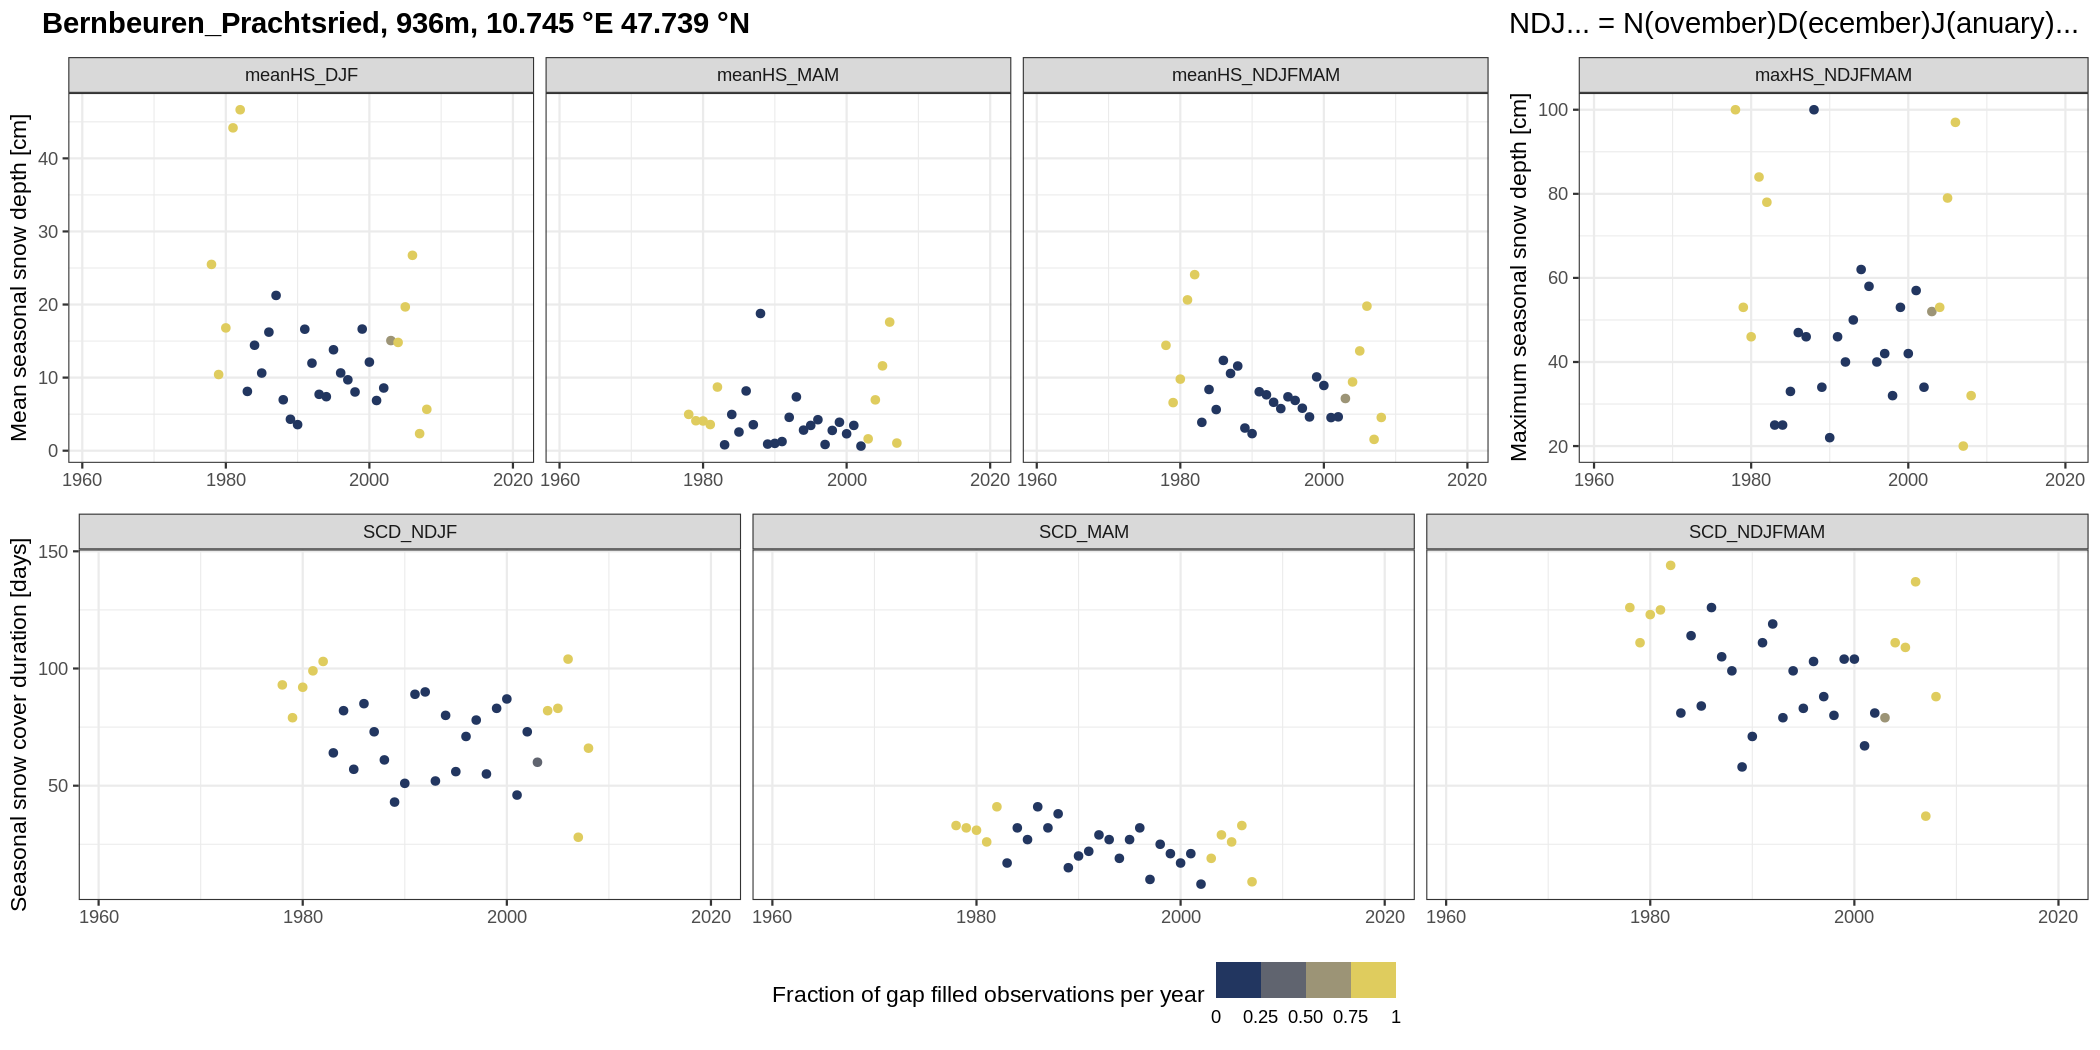 Bernbeuren_Prachtsried, 936m, 10.745 °E 47.739 °N
NDJ... = N(ovember)D(ecember)J(anuary)...
meanHS_DJF
meanHS_MAM
meanHS_NDJFMAM
maxHS_NDJFMAM
Mean seasonal snow depth [cm]
40
30
20
10
0
1960 1980 2000 2020
1960 1980 2000 2020
1960 1980 2000 2020
Maximum seasonal snow depth [cm]
100
80
60
40
20
1960 1980 2000 2020
SCD_NDJF
SCD_MAM
SCD_NDJFMAM
Seasonal snow cover duration [days]
150
100
50
1960 1980 2000 2020
1960 1980 2000 2020
1960 1980 2000 2020
Fraction of gap filled observations per year
0 0.25 0.50 0.75 1